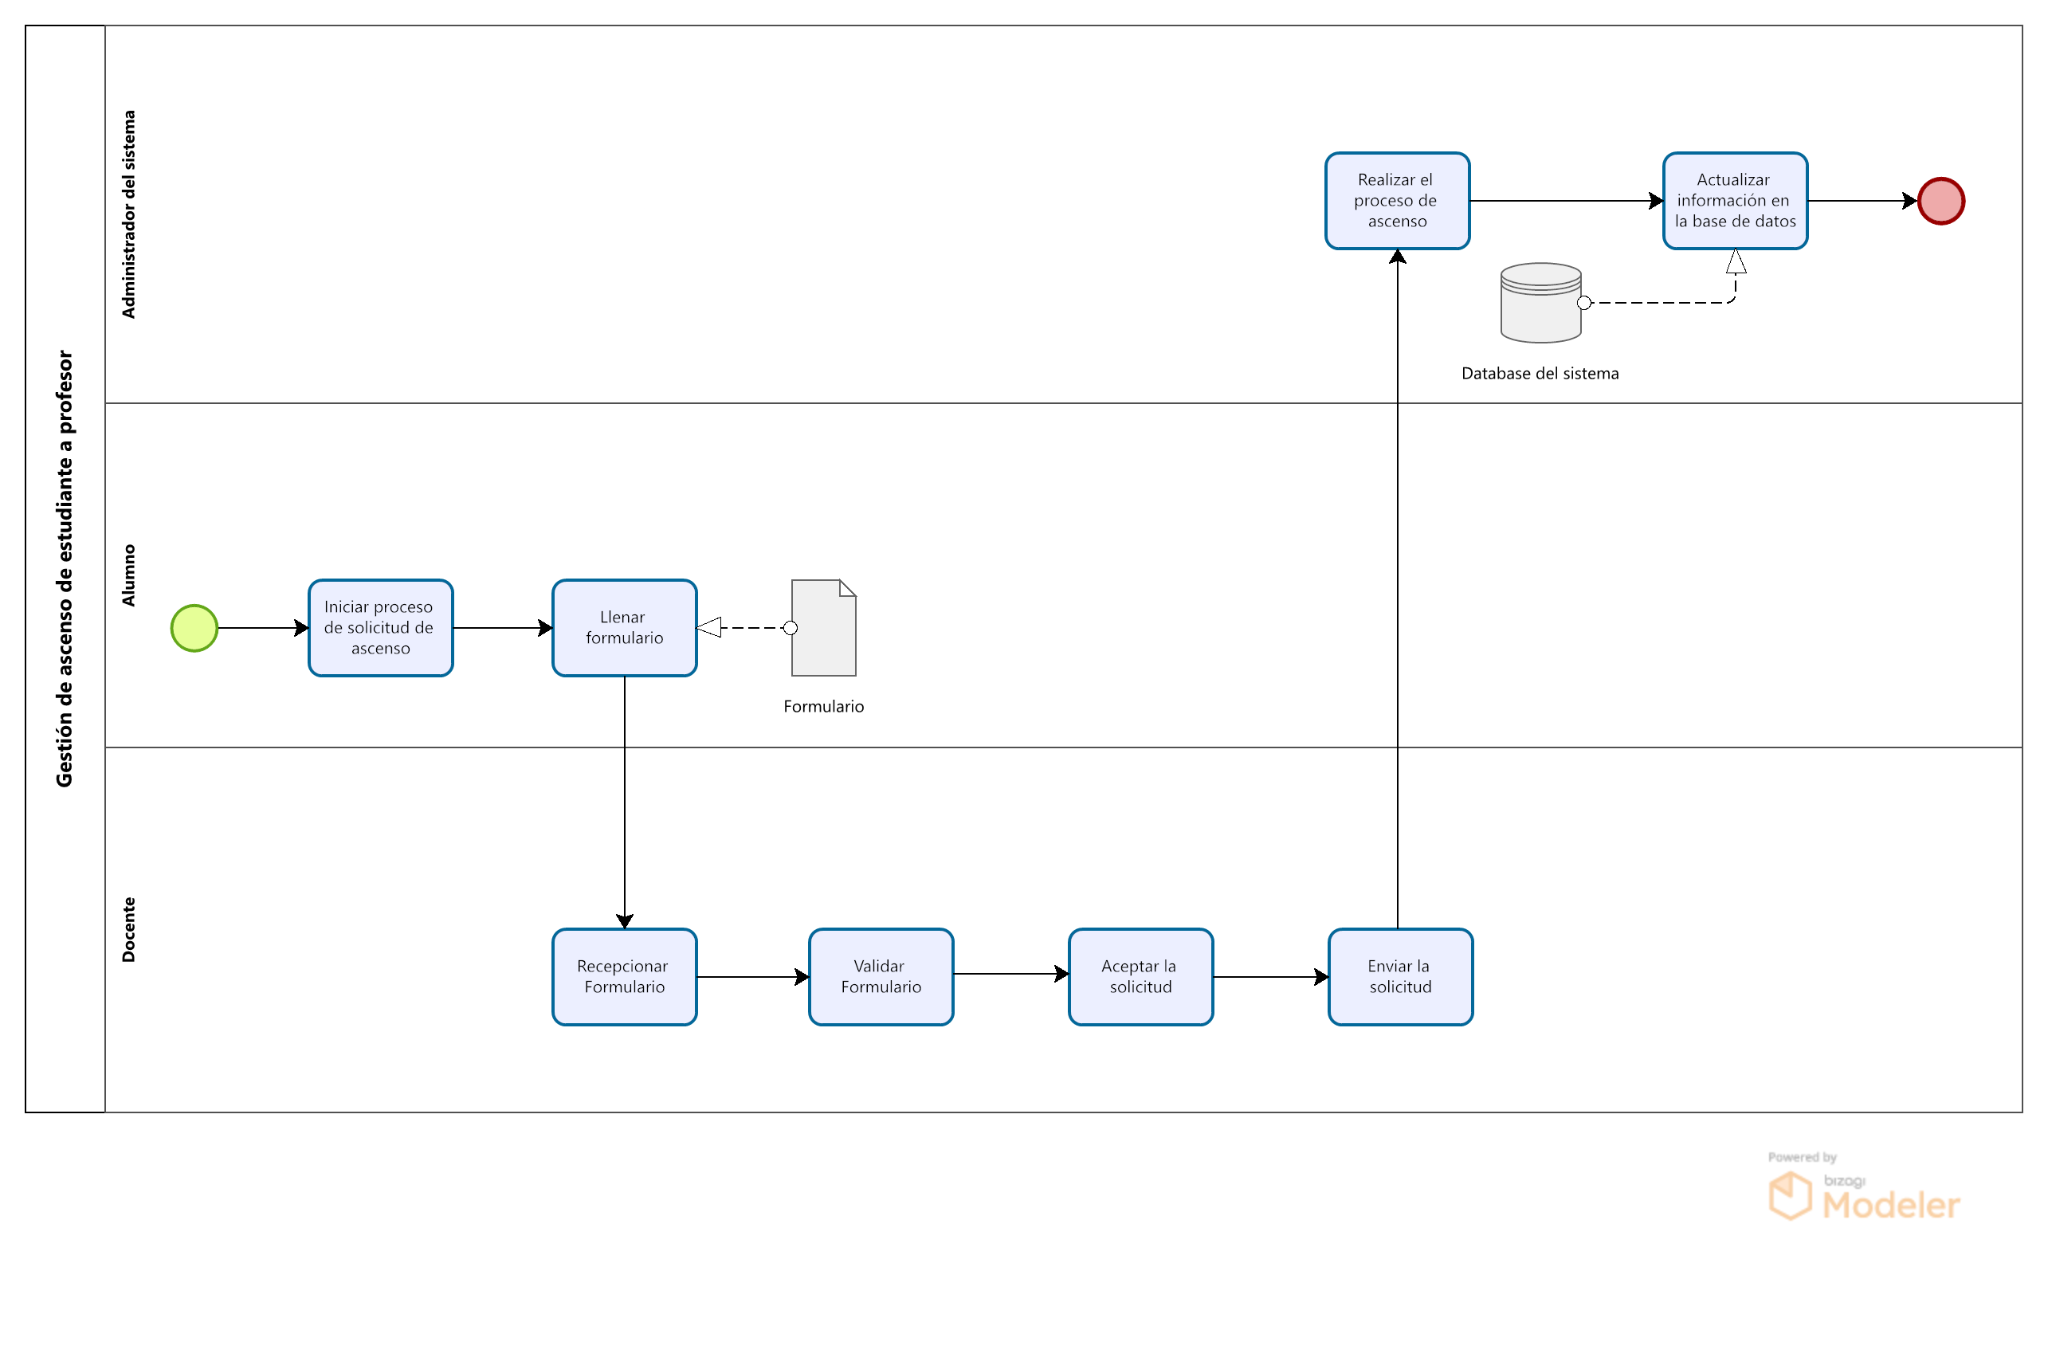 Gestión de ascenso de estudiante a profesor
Administrador del sistema
Realizar el
proceso de
ascenso
Actualizar
información en
la base de datos
Database del sistema
Alumno
Iniciar proceso
de solicitud de
ascenso
Llenar
formulario
Formulario
Docente
Recepcionar
Formulario
Validar
Formulario
Aceptar la
solicitud
Enviar la
solicitud
Powered by
bizagi
Modeler